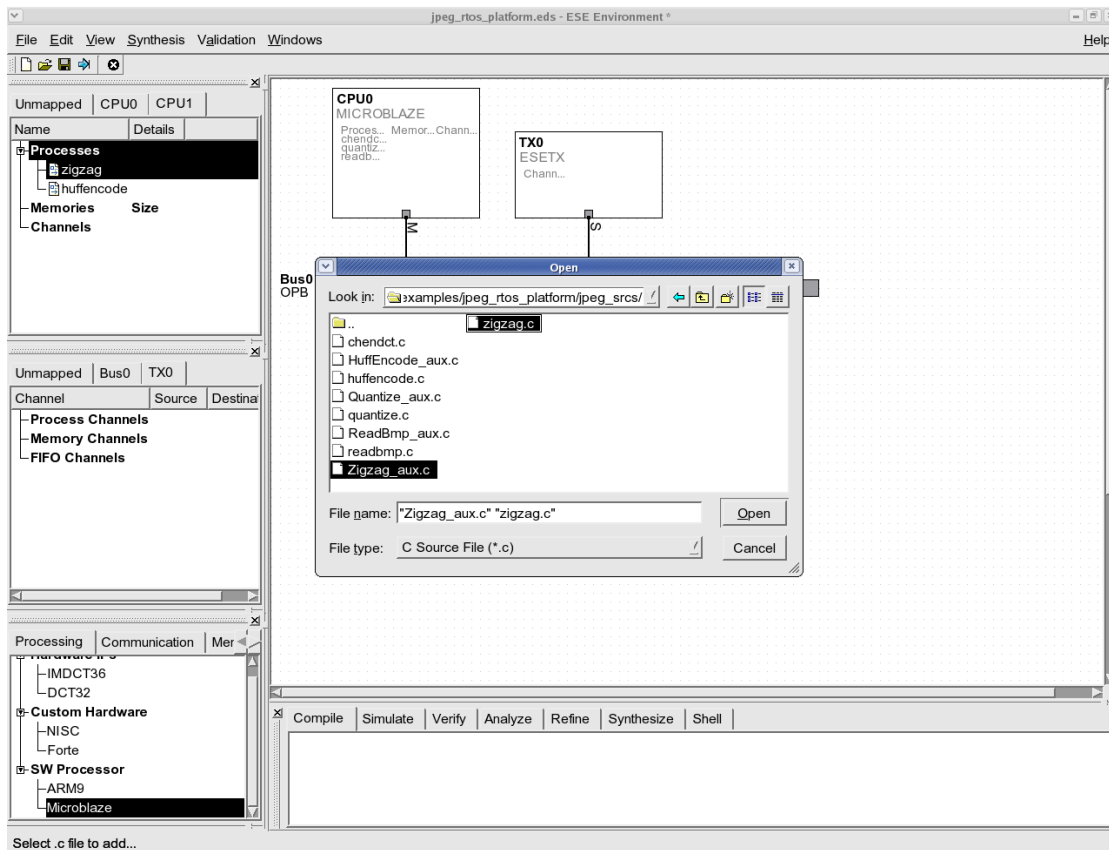 jpeg_rtos_platform.eds - ESE Environment *
File Edit View Synthesis Validation Windows Help
Unmapped CPU0 CPU1
Name Details
Processes
zigzag
huffencode
Memories Size
Channels
CPU0
MICROBLAZE
Proces... Memor... Chann...
chendc...
quantiz...
readb...
TX0
ESETX
Chann...
M
S
Bus0
OPB
Open
Look in: examples/jpeg_rtos_platform/jpeg_srcs/
..
chendct.c
HuffEncode_aux.c
huffencode.c
Quantize_aux.c
quantize.c
ReadBmp_aux.c
readbmp.c
Zigzag_aux.c
zigzag.c
File name: "Zigzag_aux.c" "zigzag.c" Open
File type: C Source File (*.c) Cancel
Unmapped Bus0 TX0
Channel Source Destina
Process Channels
Memory Channels
FIFO Channels
Processing Communication Mer
IMDCT36
DCT32
Custom Hardware
NISC
Forte
SW Processor
ARM9
Microblaze
Compile Simulate Verify Analyze Refine Synthesize Shell
Select .c file to add...